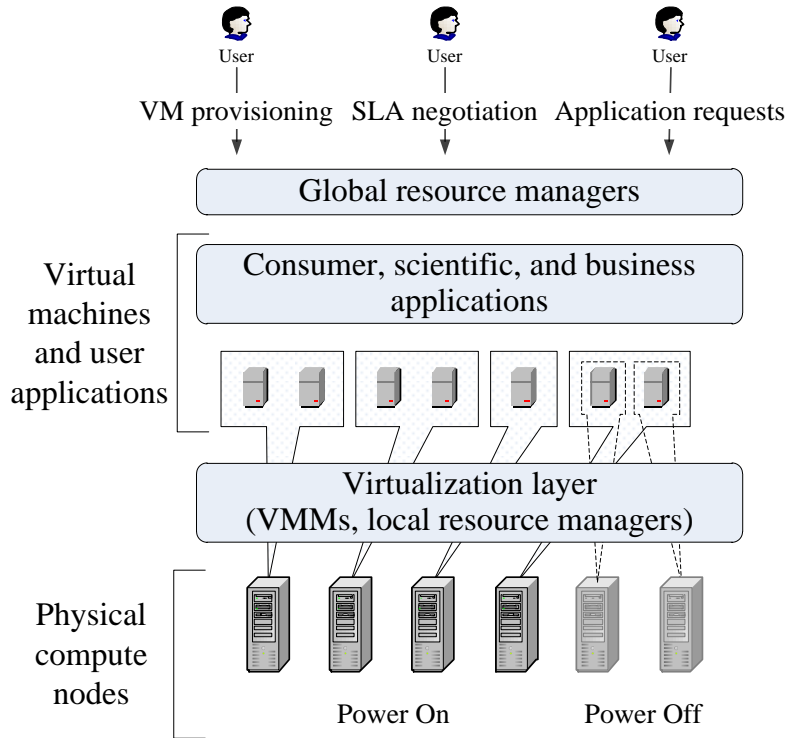 User
User
User
VM provisioning
SLA negotiation
Application requests
Global resource managers
Virtual
machines
and user
applications
Consumer, scientific, and business
applications
Virtualization layer
(VMMs, local resource managers)
Physical
compute
nodes
Power On
Power Off